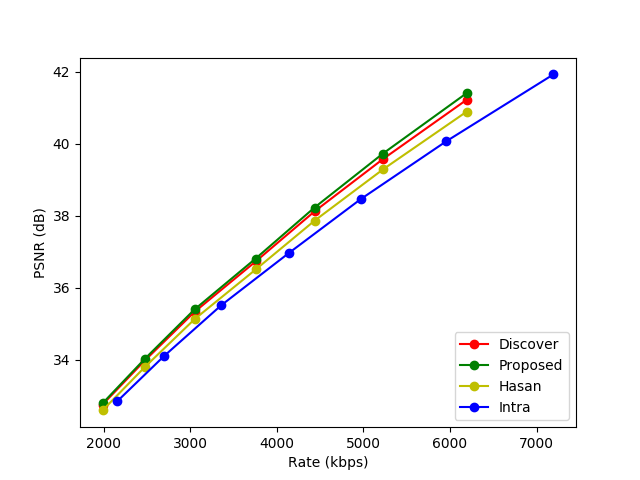 42
40
38
36
34
PSNR (dB)
2000 3000 4000 5000 6000 7000
Rate (kbps)
Discover
Proposed
Hasan
Intra